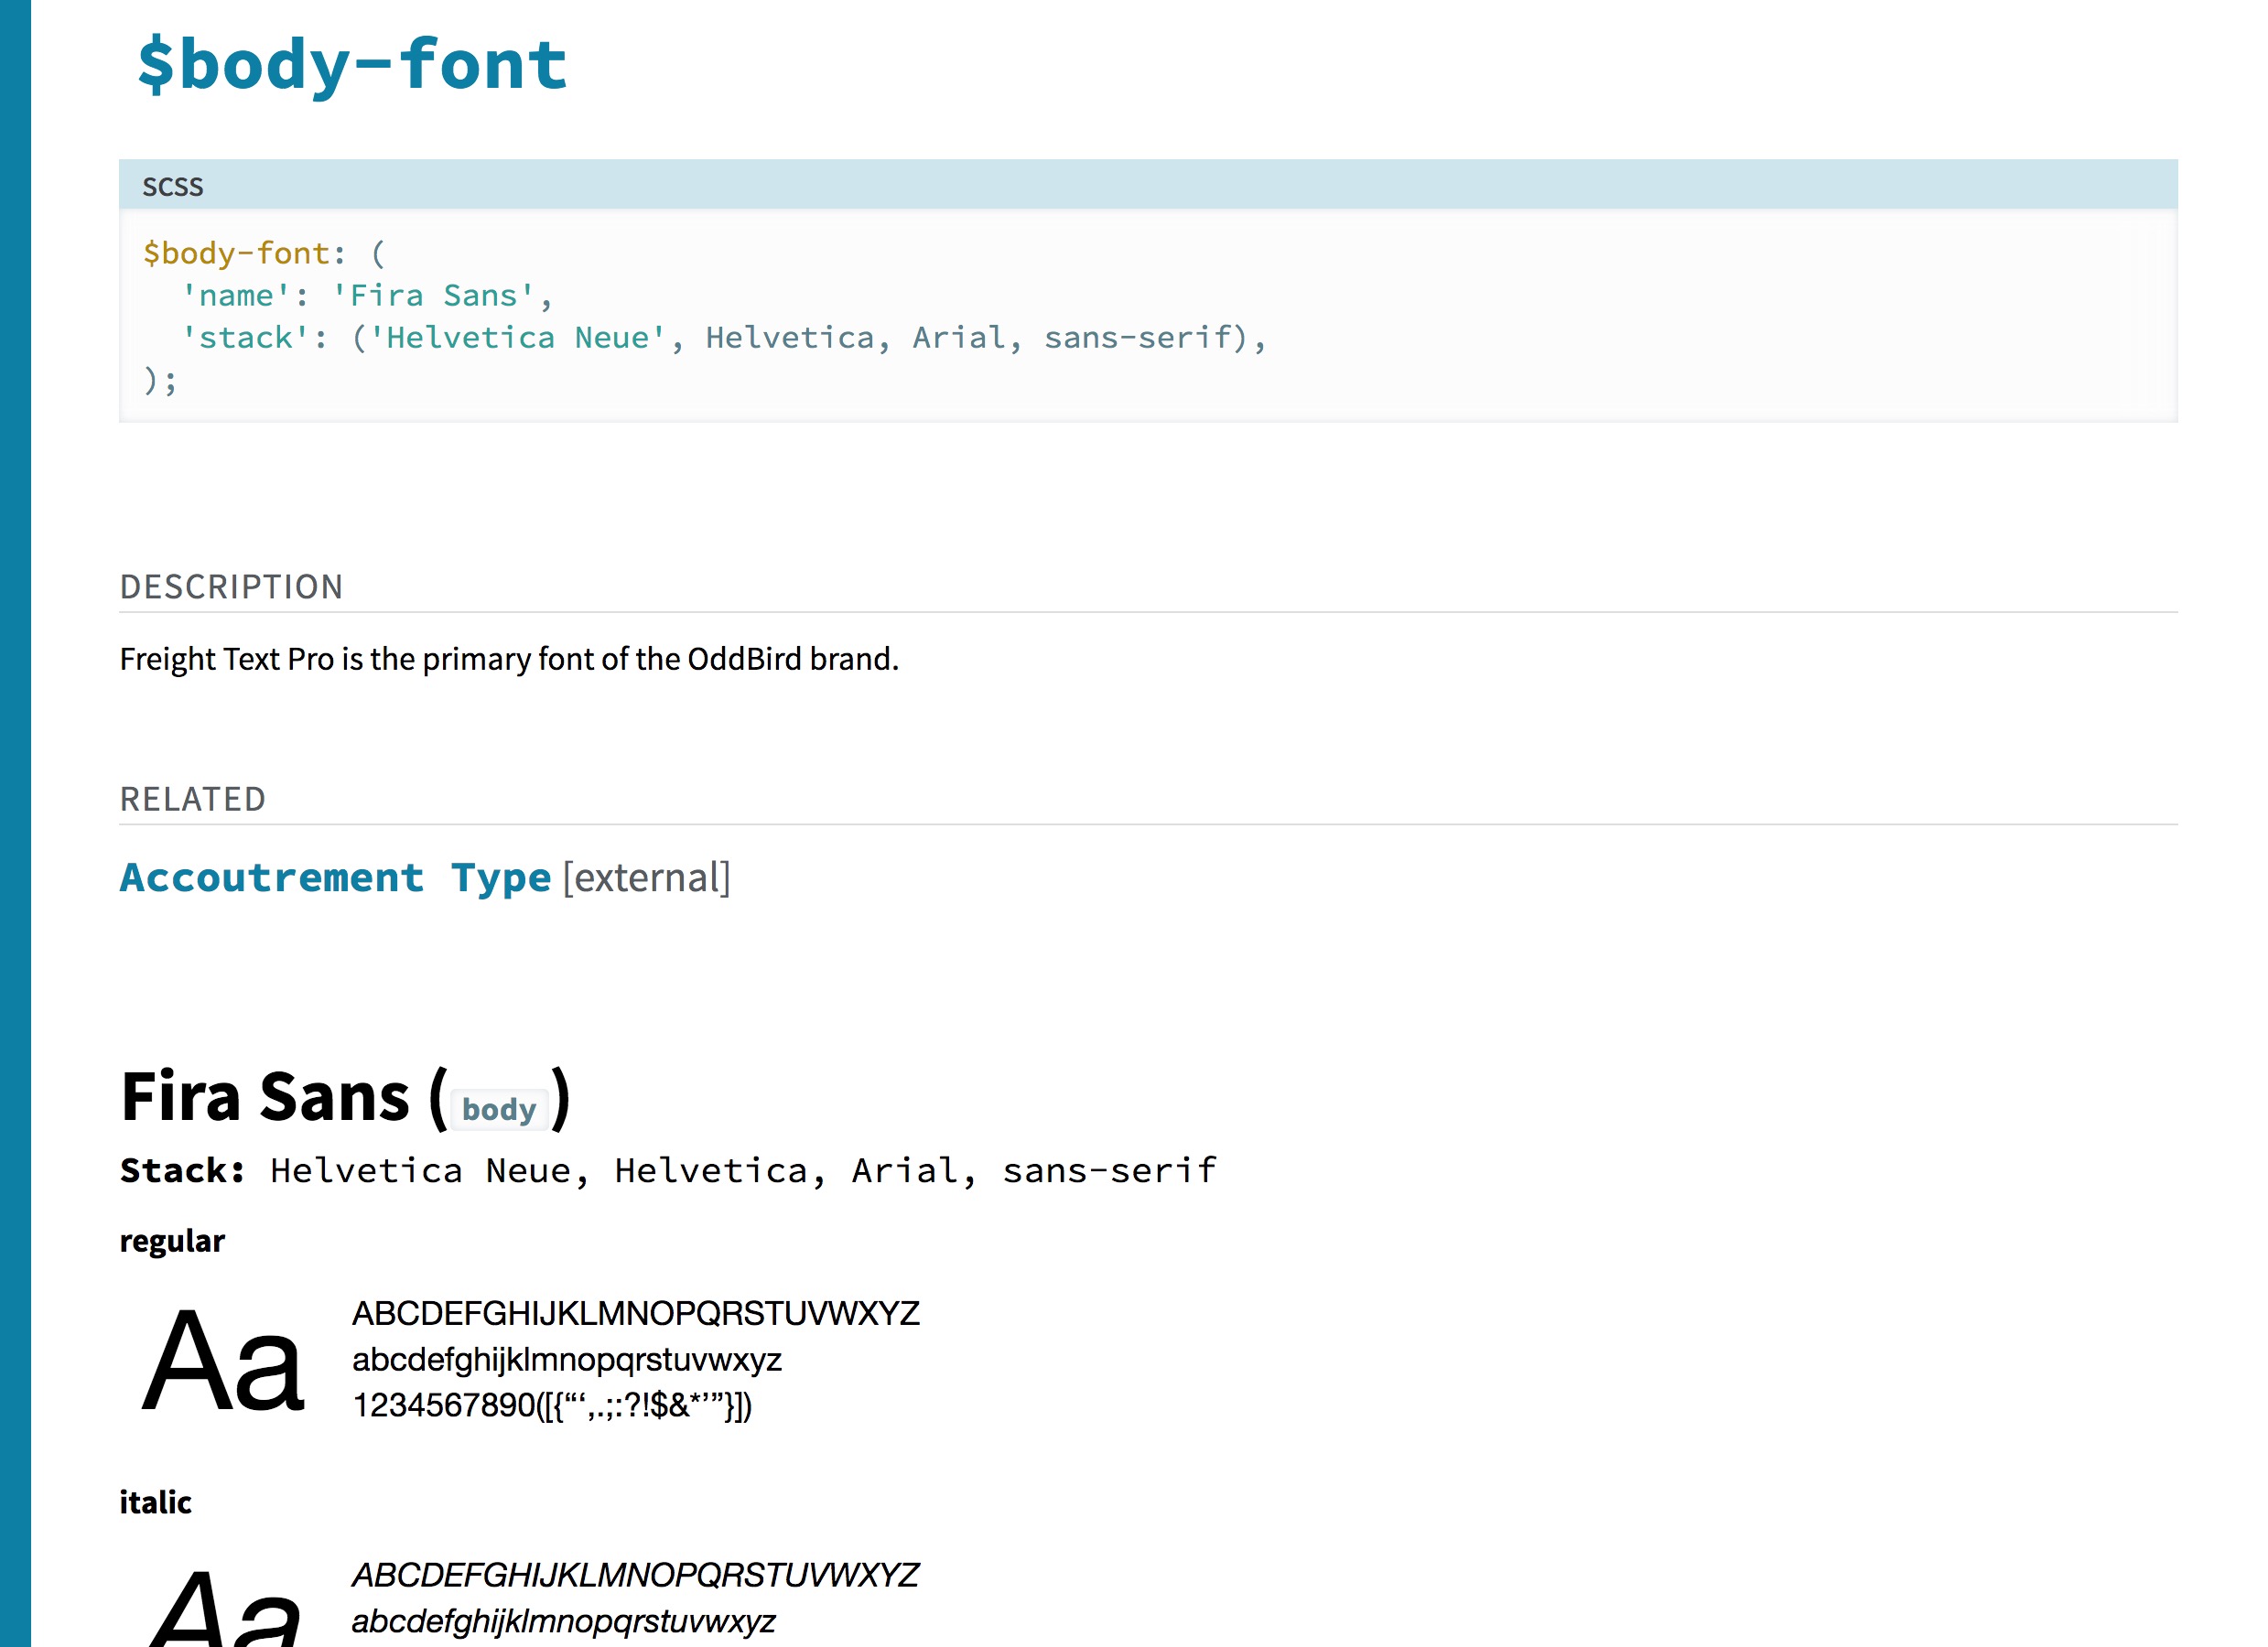 $body-font
SCSS
$body-font: (
  'name': 'Fira Sans',
  'stack': ('Helvetica Neue', Helvetica, Arial, sans-serif),
);
DESCRIPTION
Freight Text Pro is the primary font of the OddBird brand.
RELATED
Accoutrement Type [external]
Fira Sans (body)
Stack: Helvetica Neue, Helvetica, Arial, sans-serif
regular
Aa
ABCDEFGHIJKLMNOPQRSTUVWXYZ
abcdefghijklmnopqrstuvwxyz
1234567890([{“‘,.;:?!$&*’”}])
italic
Aa
ABCDEFGHIJKLMNOPQRSTUVWXYZ
abcdefghijklmnopqrstuvwxyz